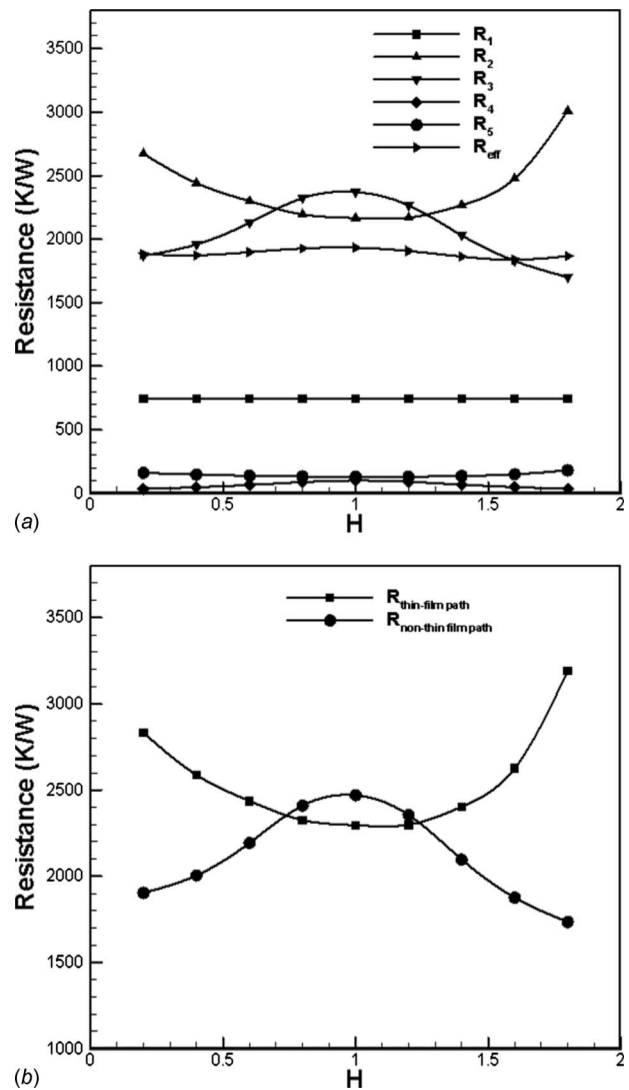 3500
3000
2500
2000
1500
1000
500
0
Resistance (K/W)
R1
R2
R3
R4
R5
Reff
0
0.5
1
1.5
2
H
(a)
3500
3000
2500
2000
1500
1000
Resistance (K/W)
Rthin-film path
Rnon-thin film path
0
0.5
1
1.5
2
H
(b)